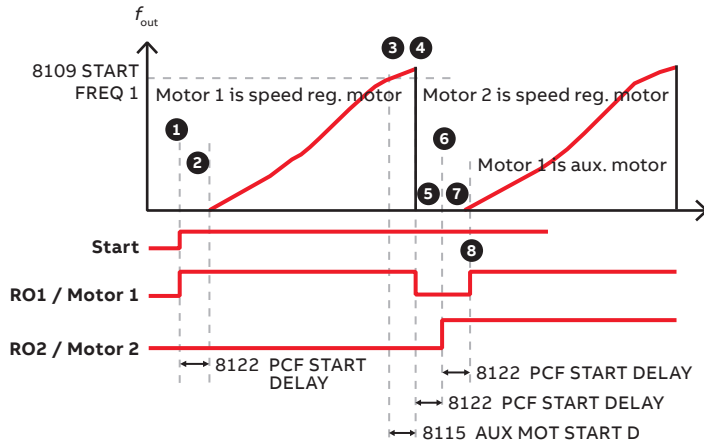 fout
8109 START
FREQ 1
3 4
Motor 1 is speed reg. motor
Motor 2 is speed reg. motor
1
6
2
Motor 1 is aux. motor
5 7
Start
8
RO1 / Motor 1
RO2 / Motor 2
8122 PCF START
DELAY
8122 PCF START DELAY
8122 PCF START DELAY
8115 AUX MOT START D